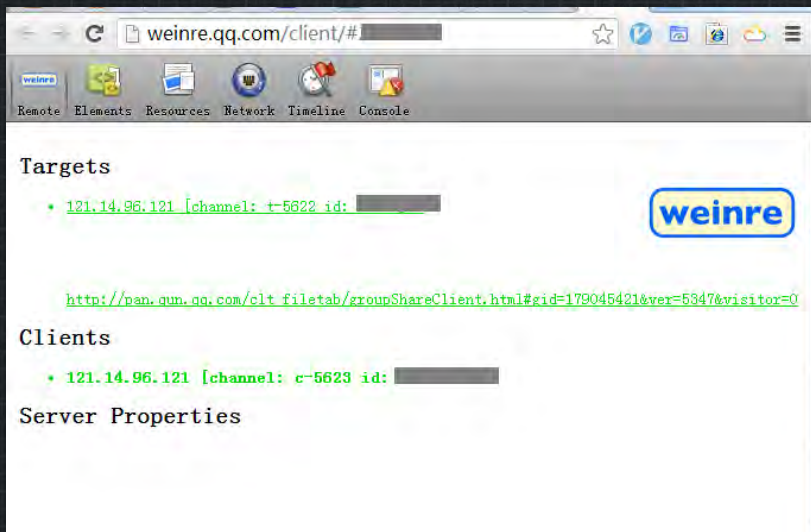 weinre.qq.com/client/#
weinre
Remote Elements Resources Network Timeline Console
Targets
• 121.14.96.121 [channel: t-5622 id:
weinre
http://pan.qun.qq.com/clt_filetab/groupShareClient.html#gid=179045421&ver=5347&visitor=0
Clients
• 121.14.96.121 [channel: c-5623 id:
Server Properties